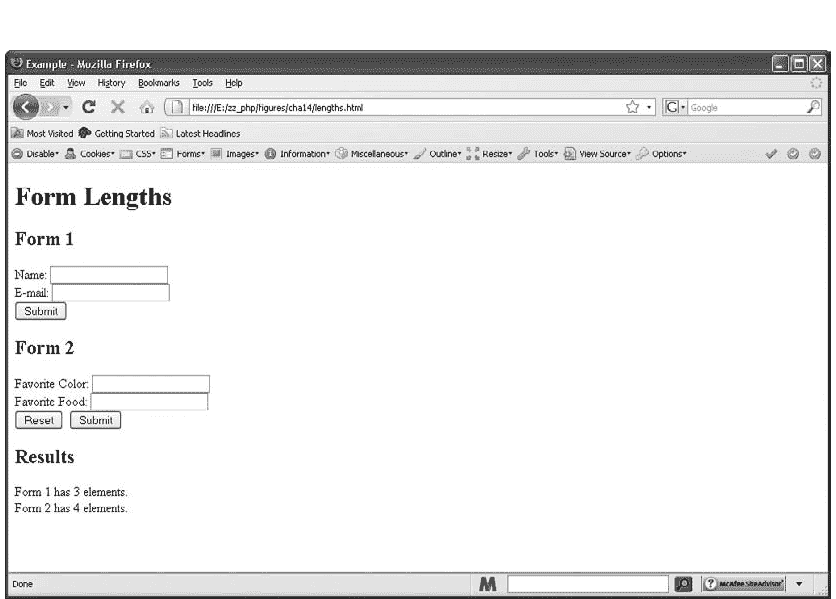 Example - Mozilla Firefox
File Edit View History Bookmarks Tools Help
file:///E:/zz_php/figures/cha14/lengths.html
G Google
Most Visited Getting Started Latest Headlines
Disable Cookies CSS Forms Images Information Miscellaneous Outline Resize Tools View Source Options
Form Lengths
Form 1
Name:
E-mail:
Submit
Form 2
Favorite Color:
Favorite Food:
Reset Submit
Results
Form 1 has 3 elements.
Form 2 has 4 elements.
Done M ? McAfee SiteAdvisor